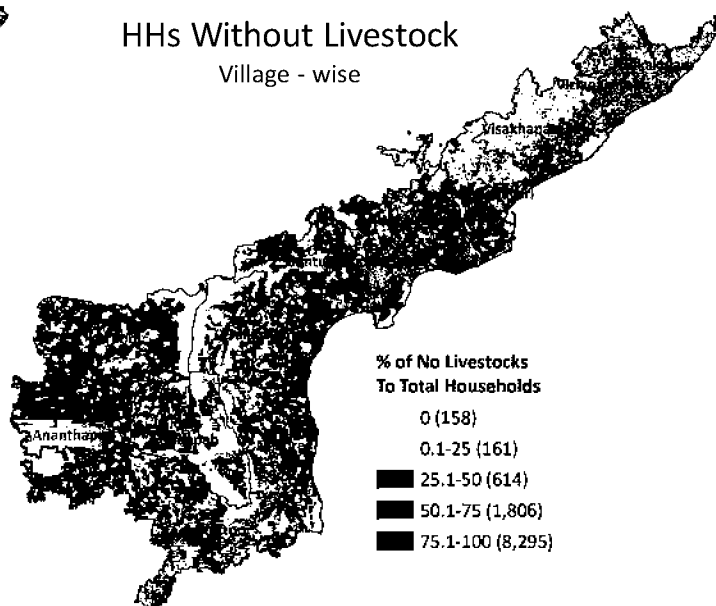 HHs Without Livestock
Village - wise
Visakhapa
% of No Livestocks
To Total Households
0 (158)
0.1-25 (161)
25.1-50 (614)
50.1-75 (1,806)
75.1-100 (8,295)
Ananthap